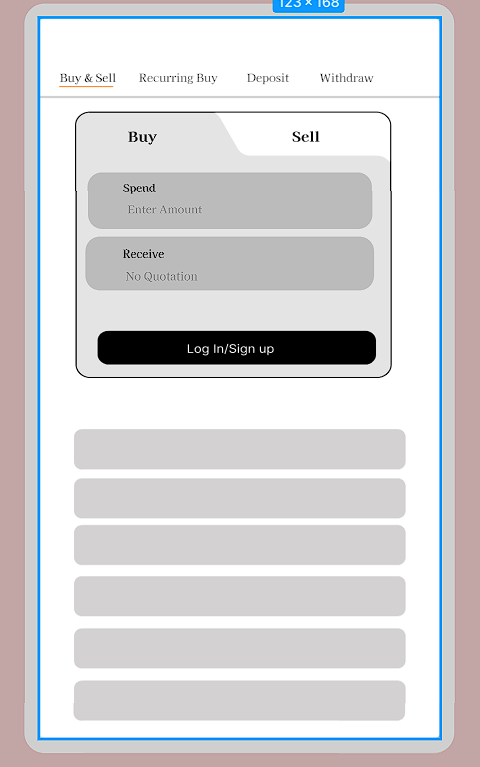 123 × 168
Buy & Sell Recurring Buy Deposit Withdraw
Buy Sell
Spend
Enter Amount
Receive
No Quotation
Log In/Sign up